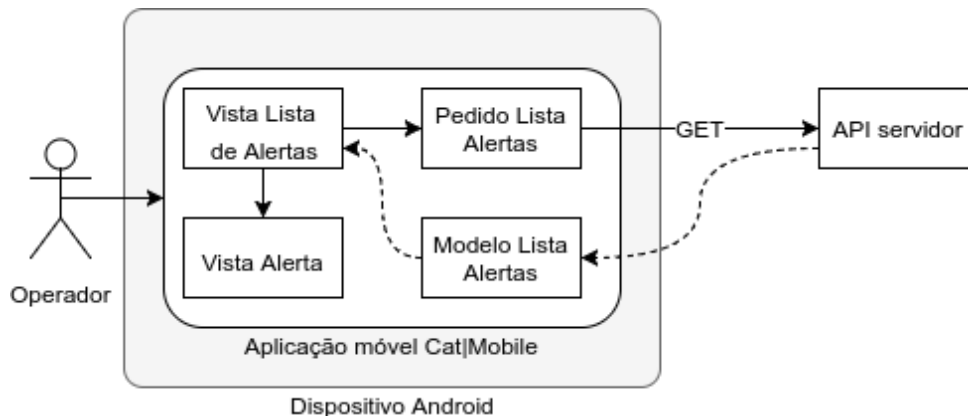 Vista Lista
de Alertas
Pedido Lista
Alertas
GET
API servidor
Vista Alerta
Modelo Lista
Alertas
Operador
Aplicação móvel Cat|Mobile
Dispositivo Android